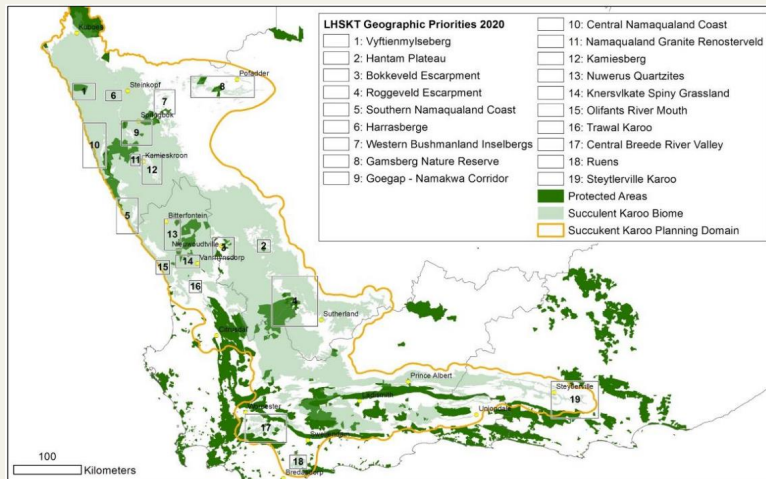 LHSKT Geographic Priorities 2020
1: Vyftienmylseberg
2: Hantam Plateau
3: Bokkeveld Escarpment
4: Roggeveld Escarpment
5: Southern Namaqualand Coast
6: Harrasberge
7: Western Bushmanland Inselbergs
8: Gamsberg Nature Reserve
9: Goegap - Namakwa Corridor
10: Central Namaqualand Coast
11: Namaqualand Granite Renosterveld
12: Kamiesberg
13: Nuwerus Quartzites
14: Knersvlkate Spiny Grassland
15: Olifants River Mouth
16: Trawal Karoo
17: Central Breede River Valley
18: Ruens
19: Steytlerville Karoo
Protected Areas
Succulent Karoo Biome
Succukent Karoo Planning Domain
Pofadder
8
Steinkopf
1
6
7
9
10
Kamieskroon
11
12
5
Bitterfontein
13
Nieuwoudtville
3
2
14
Vanrhynsdorp
15
16
Sutherland
Prince Albert
Steytlerville
19
Uniondale
17
18
Bredasdorp
100
Kilometers